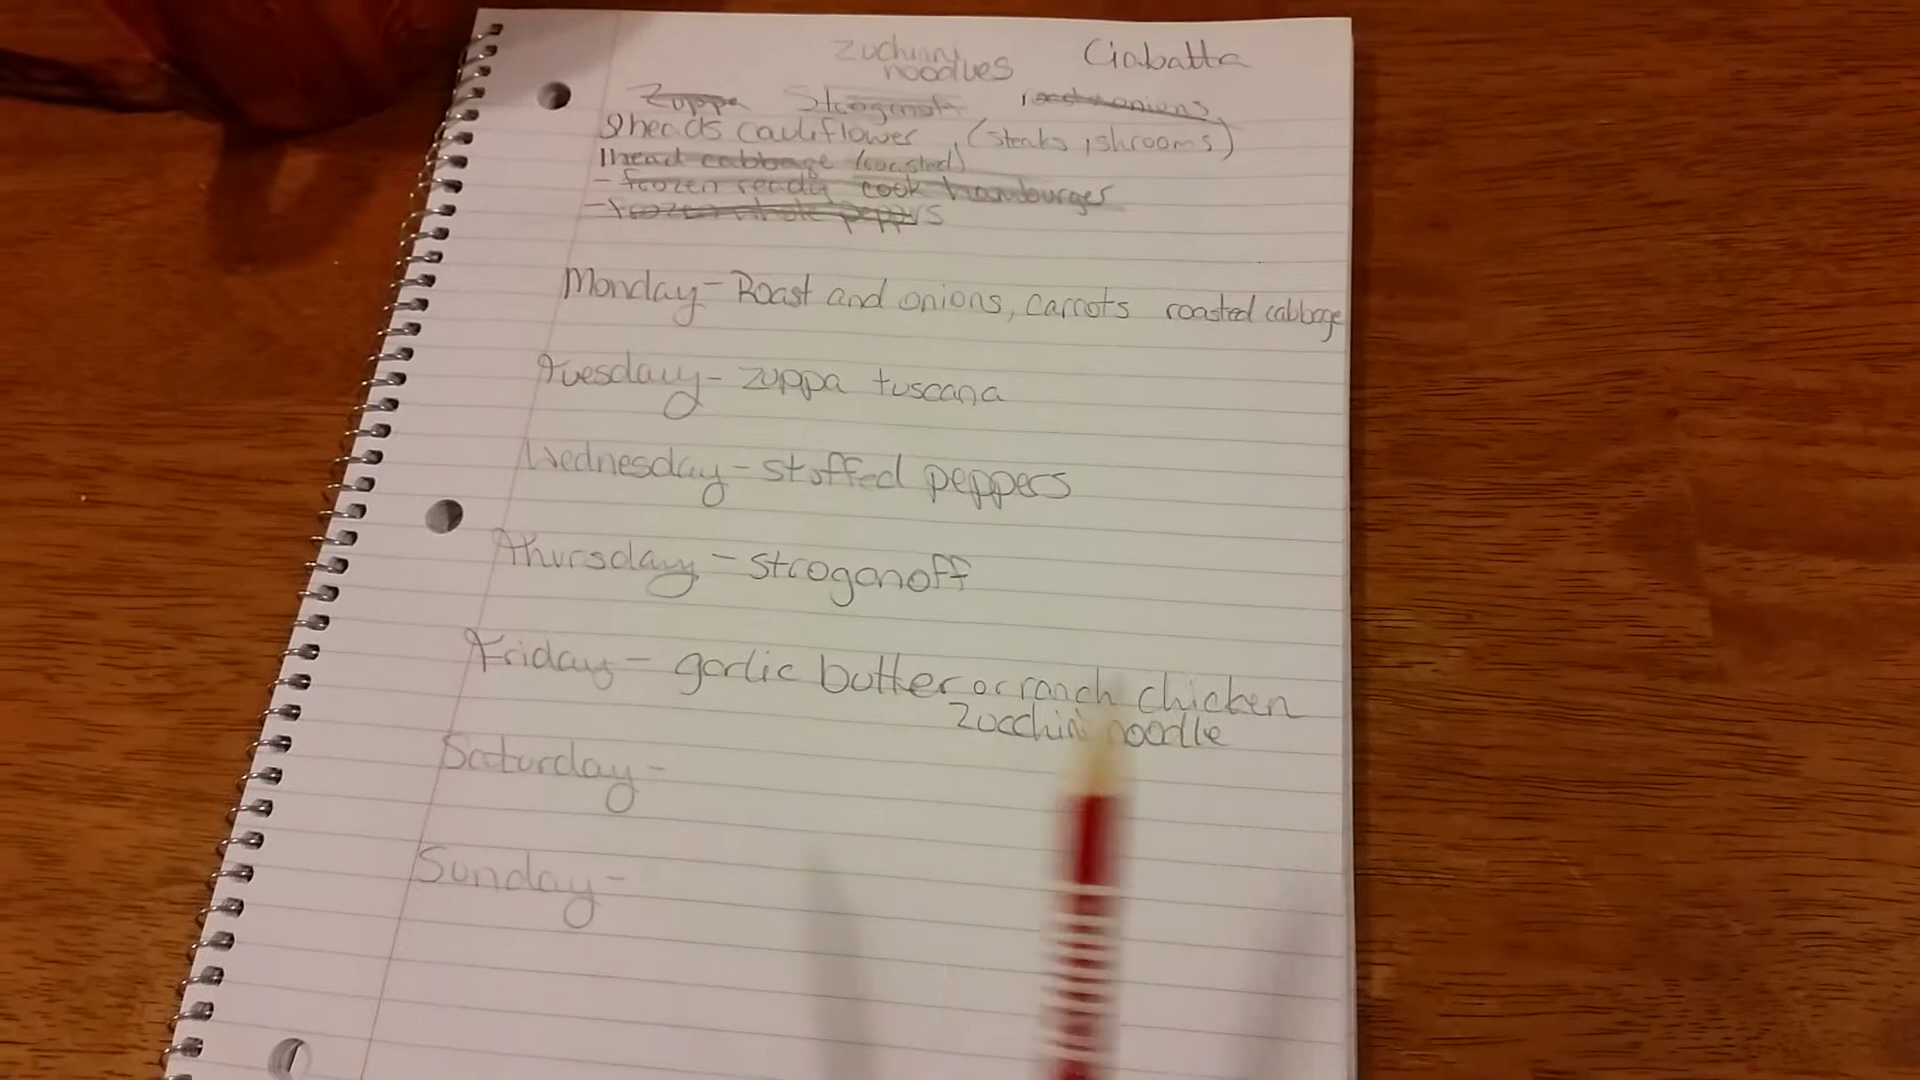 zuchinny Ciabatta
noodles
Zuppa Stroganoff roast onions
2 heads cauliflower (steaks, shrooms)
1 head cabbage (roasted)
- frozen ready cook hamburger
- frozen whole peppers
Monday - Roast and onions, carrots roasted cabbage
Tuesday - zuppa tuscana
Wednesday - stuffed peppers
Thursday - Stroganoff
Friday - garlic butter or ranch chicken
Zucchini noodle
Saturday -
Sunday -